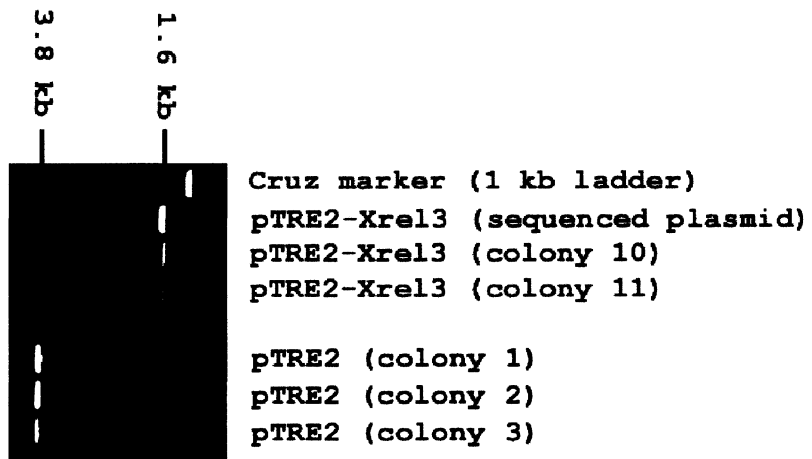 3.8 kb
1.6 kb
Cruz marker (1 kb ladder)
pTRE2-Xrel3 (sequenced plasmid)
pTRE2-Xrel3 (colony 10)
pTRE2-Xrel3 (colony 11)
pTRE2 (colony 1)
pTRE2 (colony 2)
pTRE2 (colony 3)